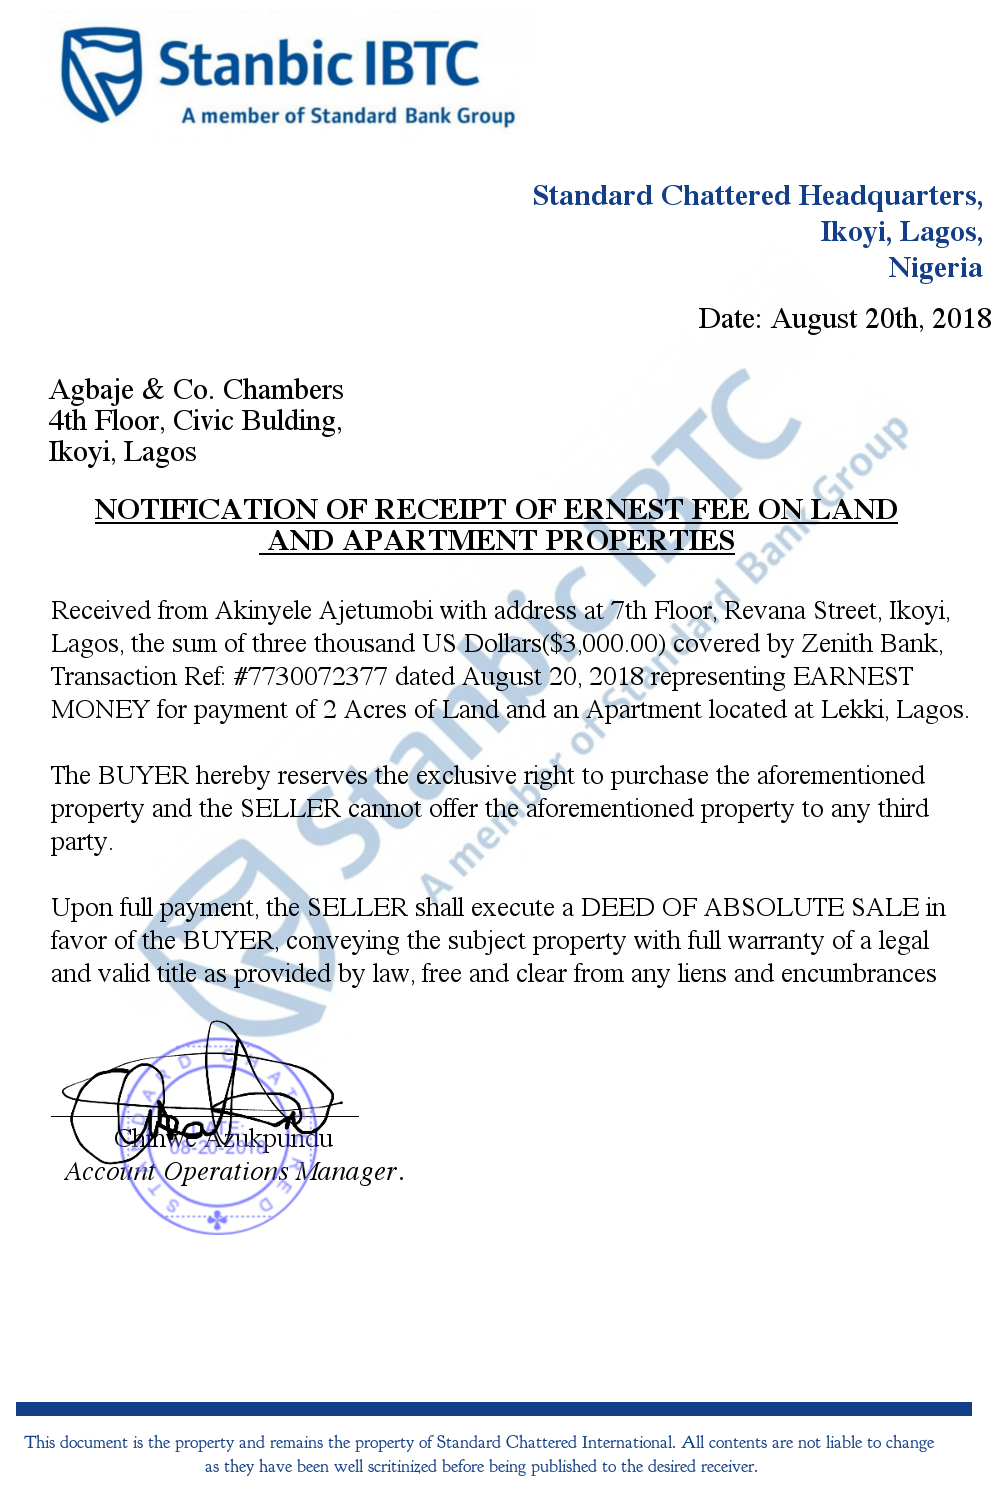 Stanbic IBTC
A member of Standard Bank Group
Standard Chattered Headquarters,
Ikoyi, Lagos,
Nigeria
Date: August 20th, 2018
Agbaje & Co. Chambers
4th Floor, Civic Bulding,
Ikoyi, Lagos
NOTIFICATION OF RECEIPT OF ERNEST FEE ON LAND
AND APARTMENT PROPERTIES
Received from Akinyele Ajetumobi with address at 7th Floor, Revana Street, Ikoyi,
Lagos, the sum of three thousand US Dollars($3,000.00) covered by Zenith Bank,
Transaction Ref: #7730072377 dated August 20, 2018 representing EARNEST
MONEY for payment of 2 Acres of Land and an Apartment located at Lekki, Lagos.
The BUYER hereby reserves the exclusive right to purchase the aforementioned
property and the SELLER cannot offer the aforementioned property to any third
party.
Upon full payment, the SELLER shall execute a DEED OF ABSOLUTE SALE in
favor of the BUYER, conveying the subject property with full warranty of a legal
and valid title as provided by law, free and clear from any liens and encumbrances
Stanbic IBTC
A member of Standard Bank Group
STANDARD CHATTERED
DATE:
08-20-2018
Chinwe Azukpundu
Account Operations Manager.
This document is the property and remains the property of Standard Chattered International. All contents are not liable to change
as they have been well scritinized before being published to the desired receiver.